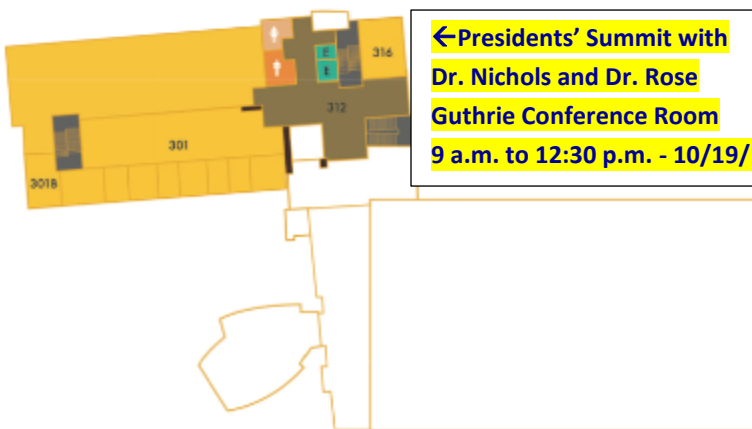 ←Presidents’ Summit with
Dr. Nichols and Dr. Rose
Guthrie Conference Room
9 a.m. to 12:30 p.m. - 10/19/
316
E
E
312
301
301B